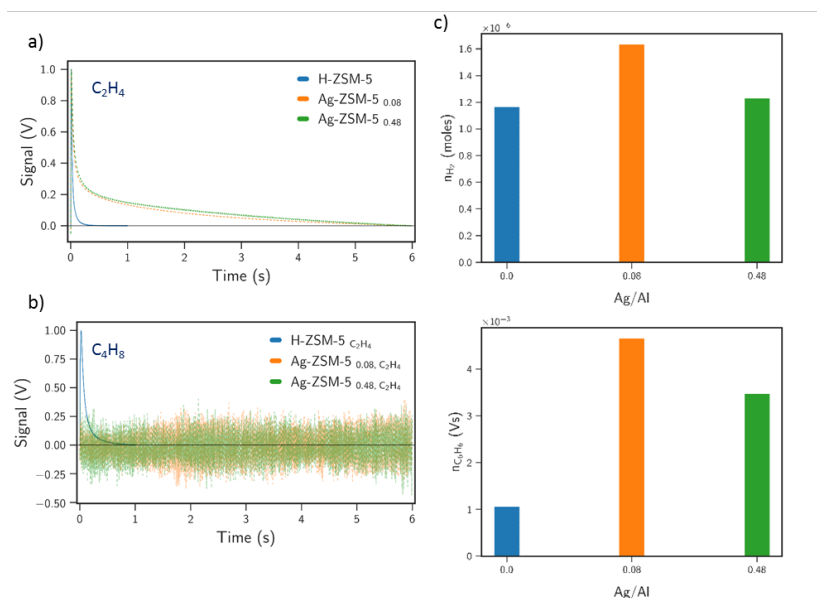 a)
C₂H₄
H-ZSM-5
Ag-ZSM-5 0.08
Ag-ZSM-5 0.48
Signal (V)
1.0
0.8
0.6
0.4
0.2
0.0
0 1 2 3 4 5 6
Time (s)
b)
C₄H₈
H-ZSM-5 C₂H₄
Ag-ZSM-5 0.08, C₂H₄
Ag-ZSM-5 0.48, C₂H₄
Signal (V)
1.00
0.75
0.50
0.25
0.00
−0.25
−0.50
0 1 2 3 4 5 6
Time (s)
c)
×10⁻⁶
1.6
1.4
1.2
1.0
0.8
0.6
0.4
0.2
0.0
n H₂ (moles)
0.0 0.08 0.48
Ag/Al
×10⁻³
4
3
2
1
0
(Vs)
0.0 0.08 0.48
Ag/Al